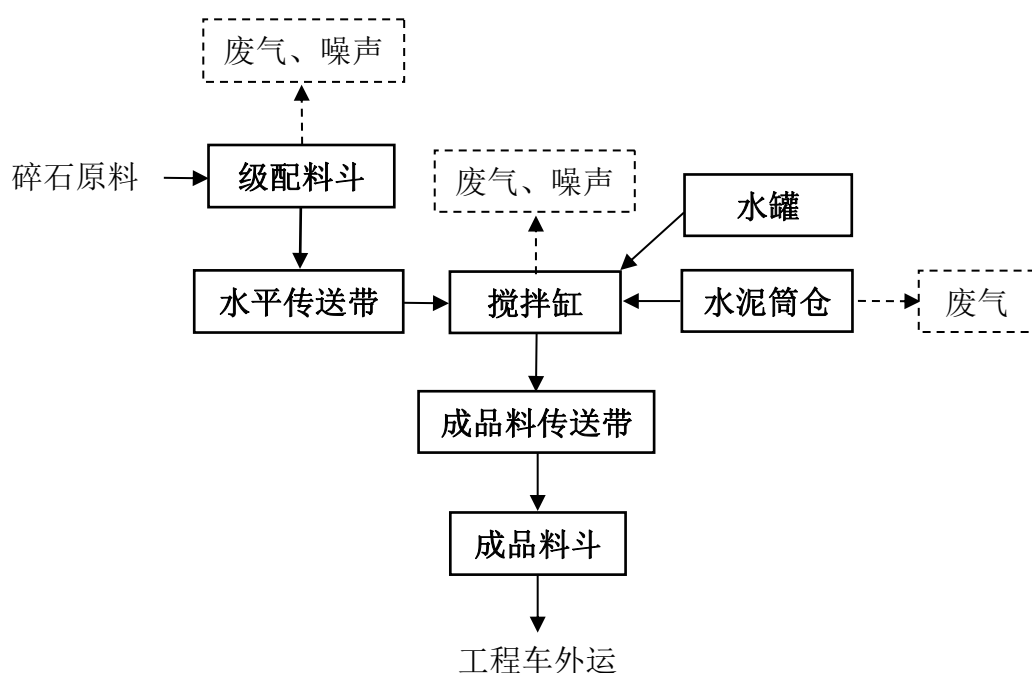 废气、噪声
碎石原料
级配料斗
废气、噪声
水罐
水平传送带
搅拌缸
水泥筒仓
废气
成品料传送带
成品料斗
工程车外运